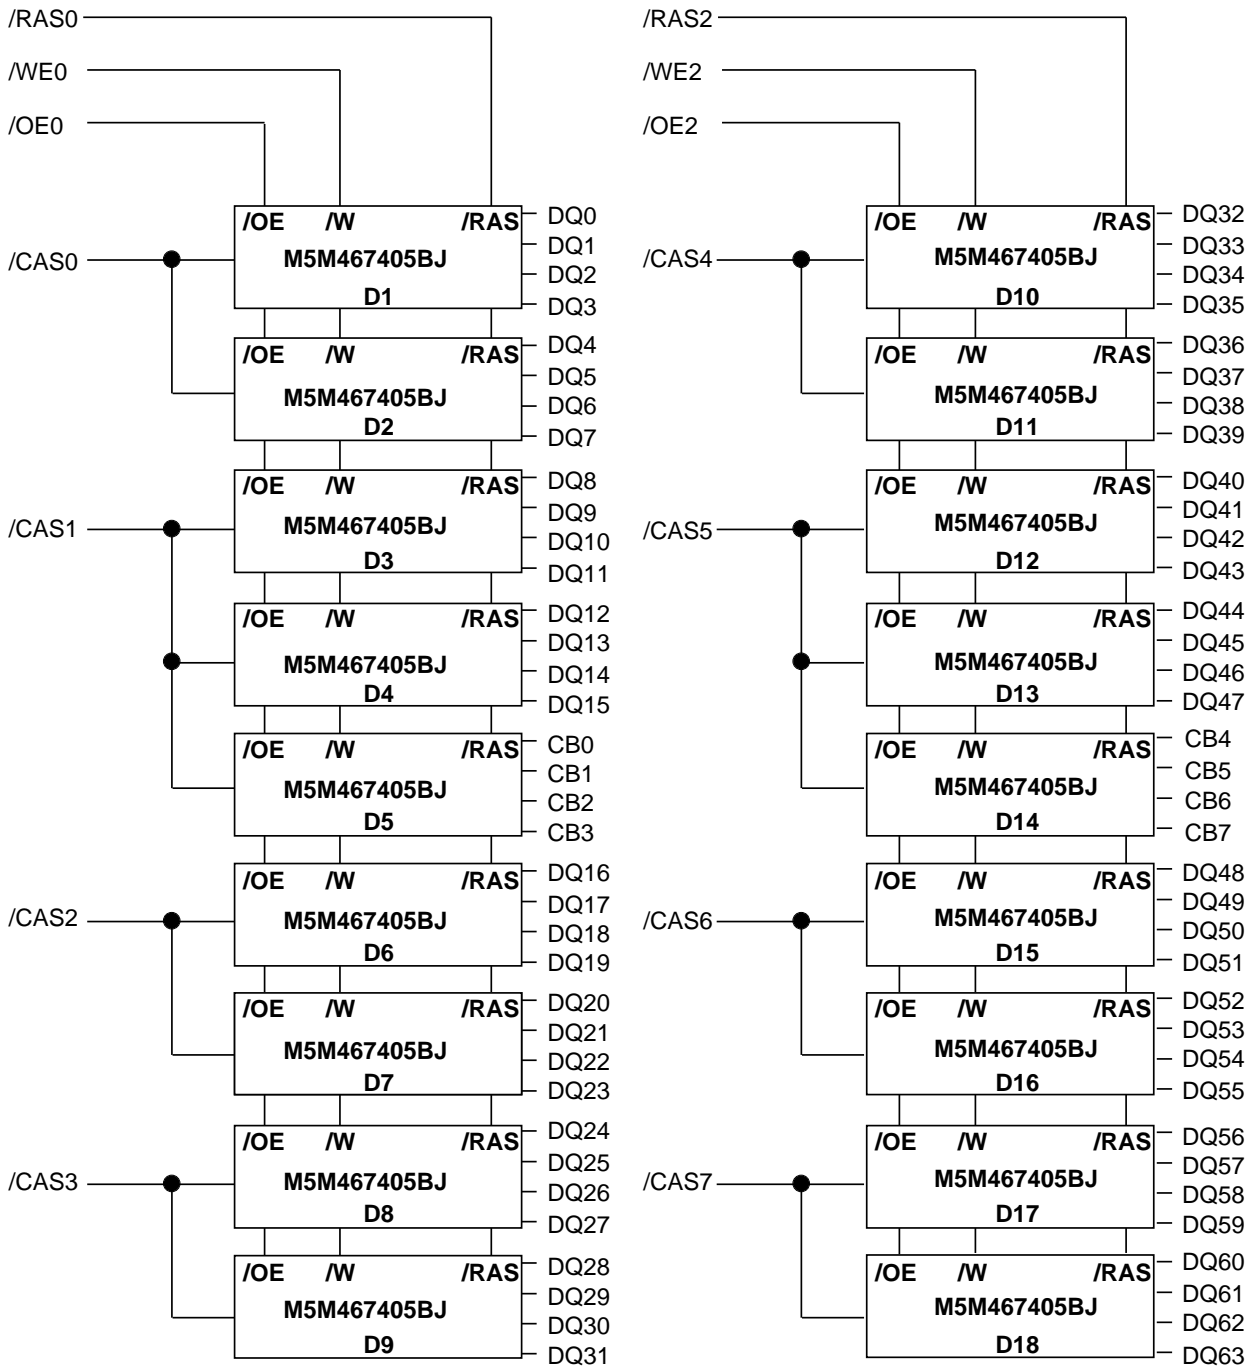 /RAS0
/WE0
/OE0
/CAS0
/OE /W /RAS
M5M467405BJ
D1
DQ0
DQ1
DQ2
DQ3
/OE /W /RAS
M5M467405BJ
D2
DQ4
DQ5
DQ6
DQ7
/CAS1
/OE /W /RAS
M5M467405BJ
D3
DQ8
DQ9
DQ10
DQ11
/OE /W /RAS
M5M467405BJ
D4
DQ12
DQ13
DQ14
DQ15
/OE /W /RAS
M5M467405BJ
D5
CB0
CB1
CB2
CB3
/CAS2
/OE /W /RAS
M5M467405BJ
D6
DQ16
DQ17
DQ18
DQ19
/OE /W /RAS
M5M467405BJ
D7
DQ20
DQ21
DQ22
DQ23
/CAS3
/OE /W /RAS
M5M467405BJ
D8
DQ24
DQ25
DQ26
DQ27
/OE /W /RAS
M5M467405BJ
D9
DQ28
DQ29
DQ30
DQ31
/RAS2
/WE2
/OE2
/CAS4
/OE /W /RAS
M5M467405BJ
D10
DQ32
DQ33
DQ34
DQ35
/OE /W /RAS
M5M467405BJ
D11
DQ36
DQ37
DQ38
DQ39
/CAS5
/OE /W /RAS
M5M467405BJ
D12
DQ40
DQ41
DQ42
DQ43
/OE /W /RAS
M5M467405BJ
D13
DQ44
DQ45
DQ46
DQ47
/OE /W /RAS
M5M467405BJ
D14
CB4
CB5
CB6
CB7
/CAS6
/OE /W /RAS
M5M467405BJ
D15
DQ48
DQ49
DQ50
DQ51
/OE /W /RAS
M5M467405BJ
D16
DQ52
DQ53
DQ54
DQ55
/CAS7
/OE /W /RAS
M5M467405BJ
D17
DQ56
DQ57
DQ58
DQ59
/OE /W /RAS
M5M467405BJ
D18
DQ60
DQ61
DQ62
DQ63